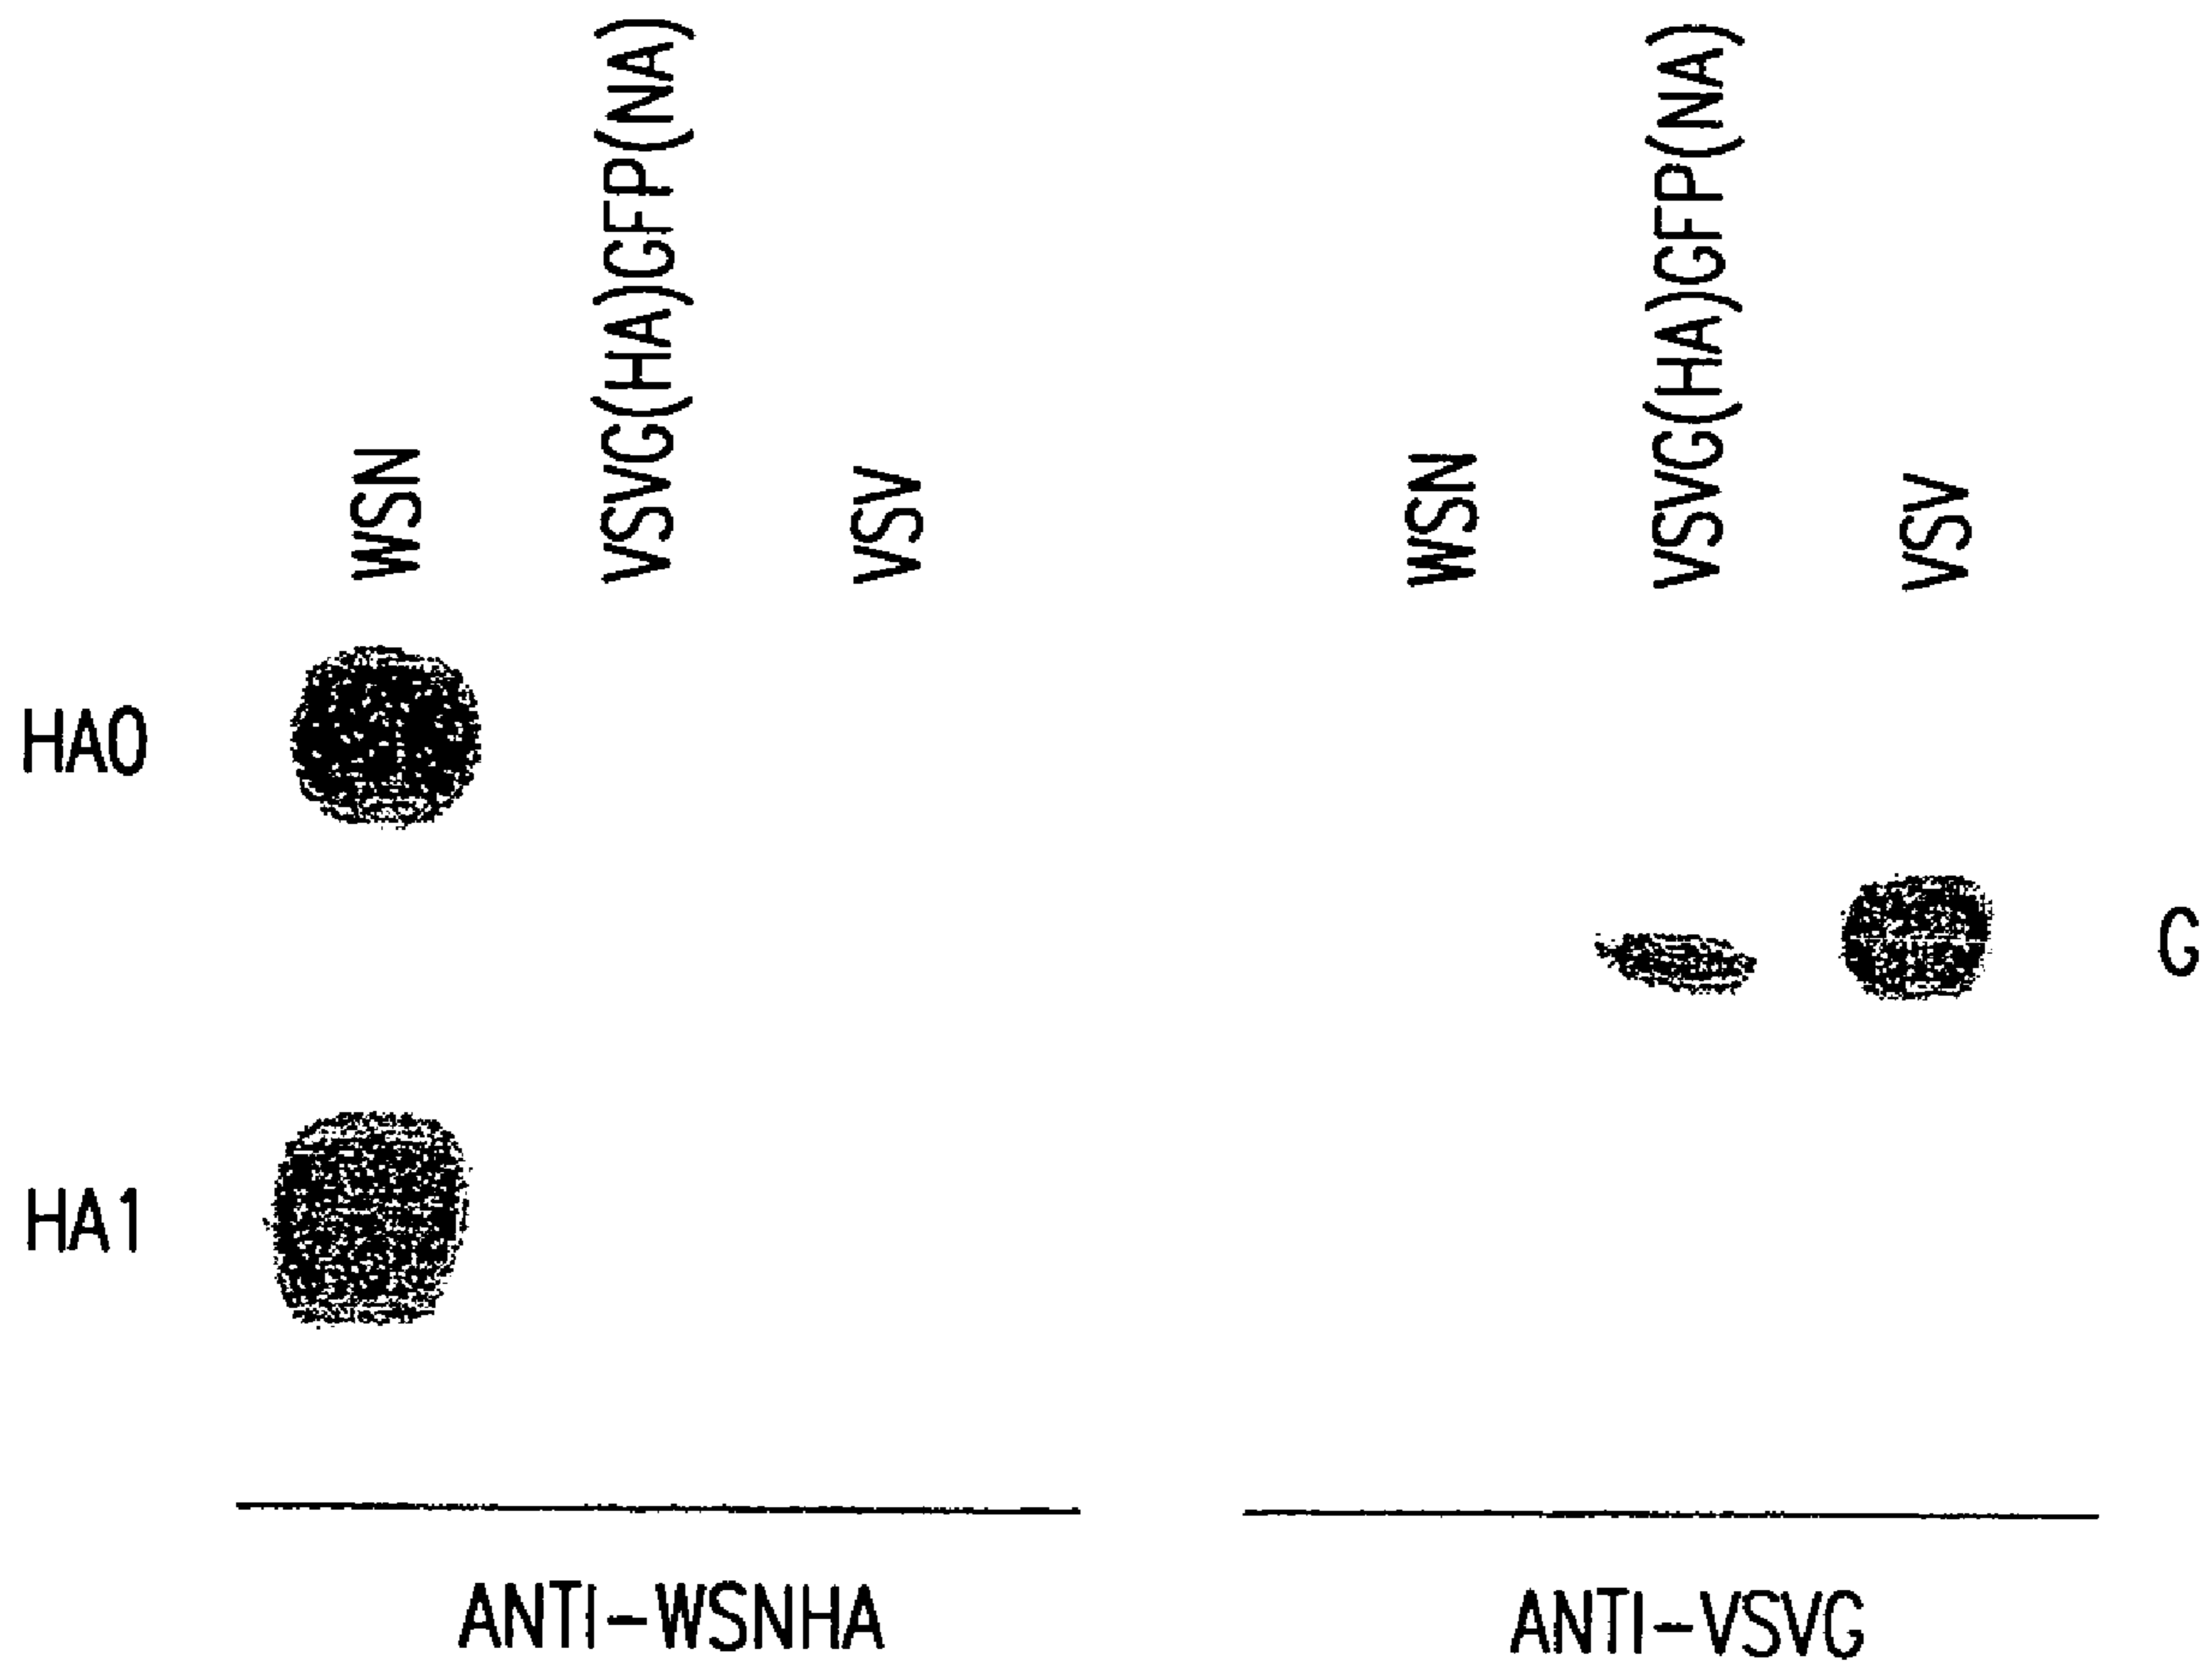 WSN
VSVG(HA)GFP(NA)
VSV
WSN
VSVG(HA)GFP(NA)
VSV
HA0
G
HA1
ANTI-WSNHA
ANTI-VSVG